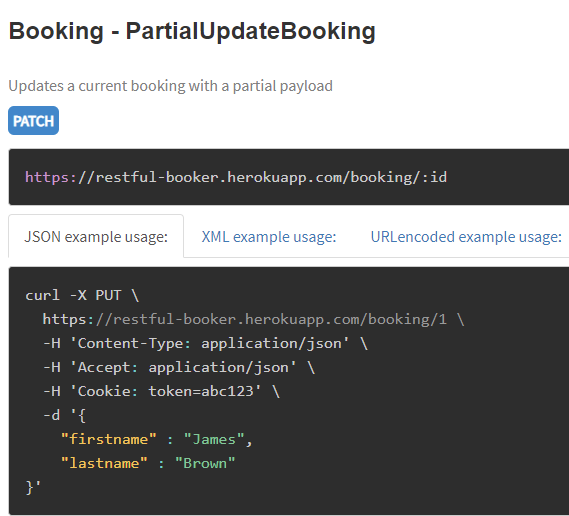 Booking - PartialUpdateBooking
Updates a current booking with a partial payload
PATCH
https://restful-booker.herokuapp.com/booking/:id
JSON example usage: XML example usage: URLencoded example usage:
curl -X PUT \
  https://restful-booker.herokuapp.com/booking/1 \
  -H 'Content-Type: application/json' \
  -H 'Accept: application/json' \
  -H 'Cookie: token=abc123' \
  -d '{
    "firstname" : "James",
    "lastname" : "Brown"
}'